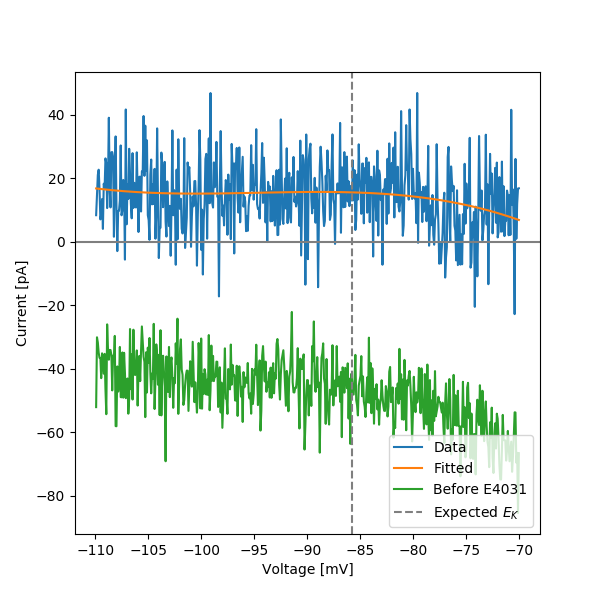 40
20
0
−20
−40
−60
−80
Current [pA]
Data
Fitted
Before E4031
Expected E_K
−110 −105 −100 −95 −90 −85 −80 −75 −70
Voltage [mV]